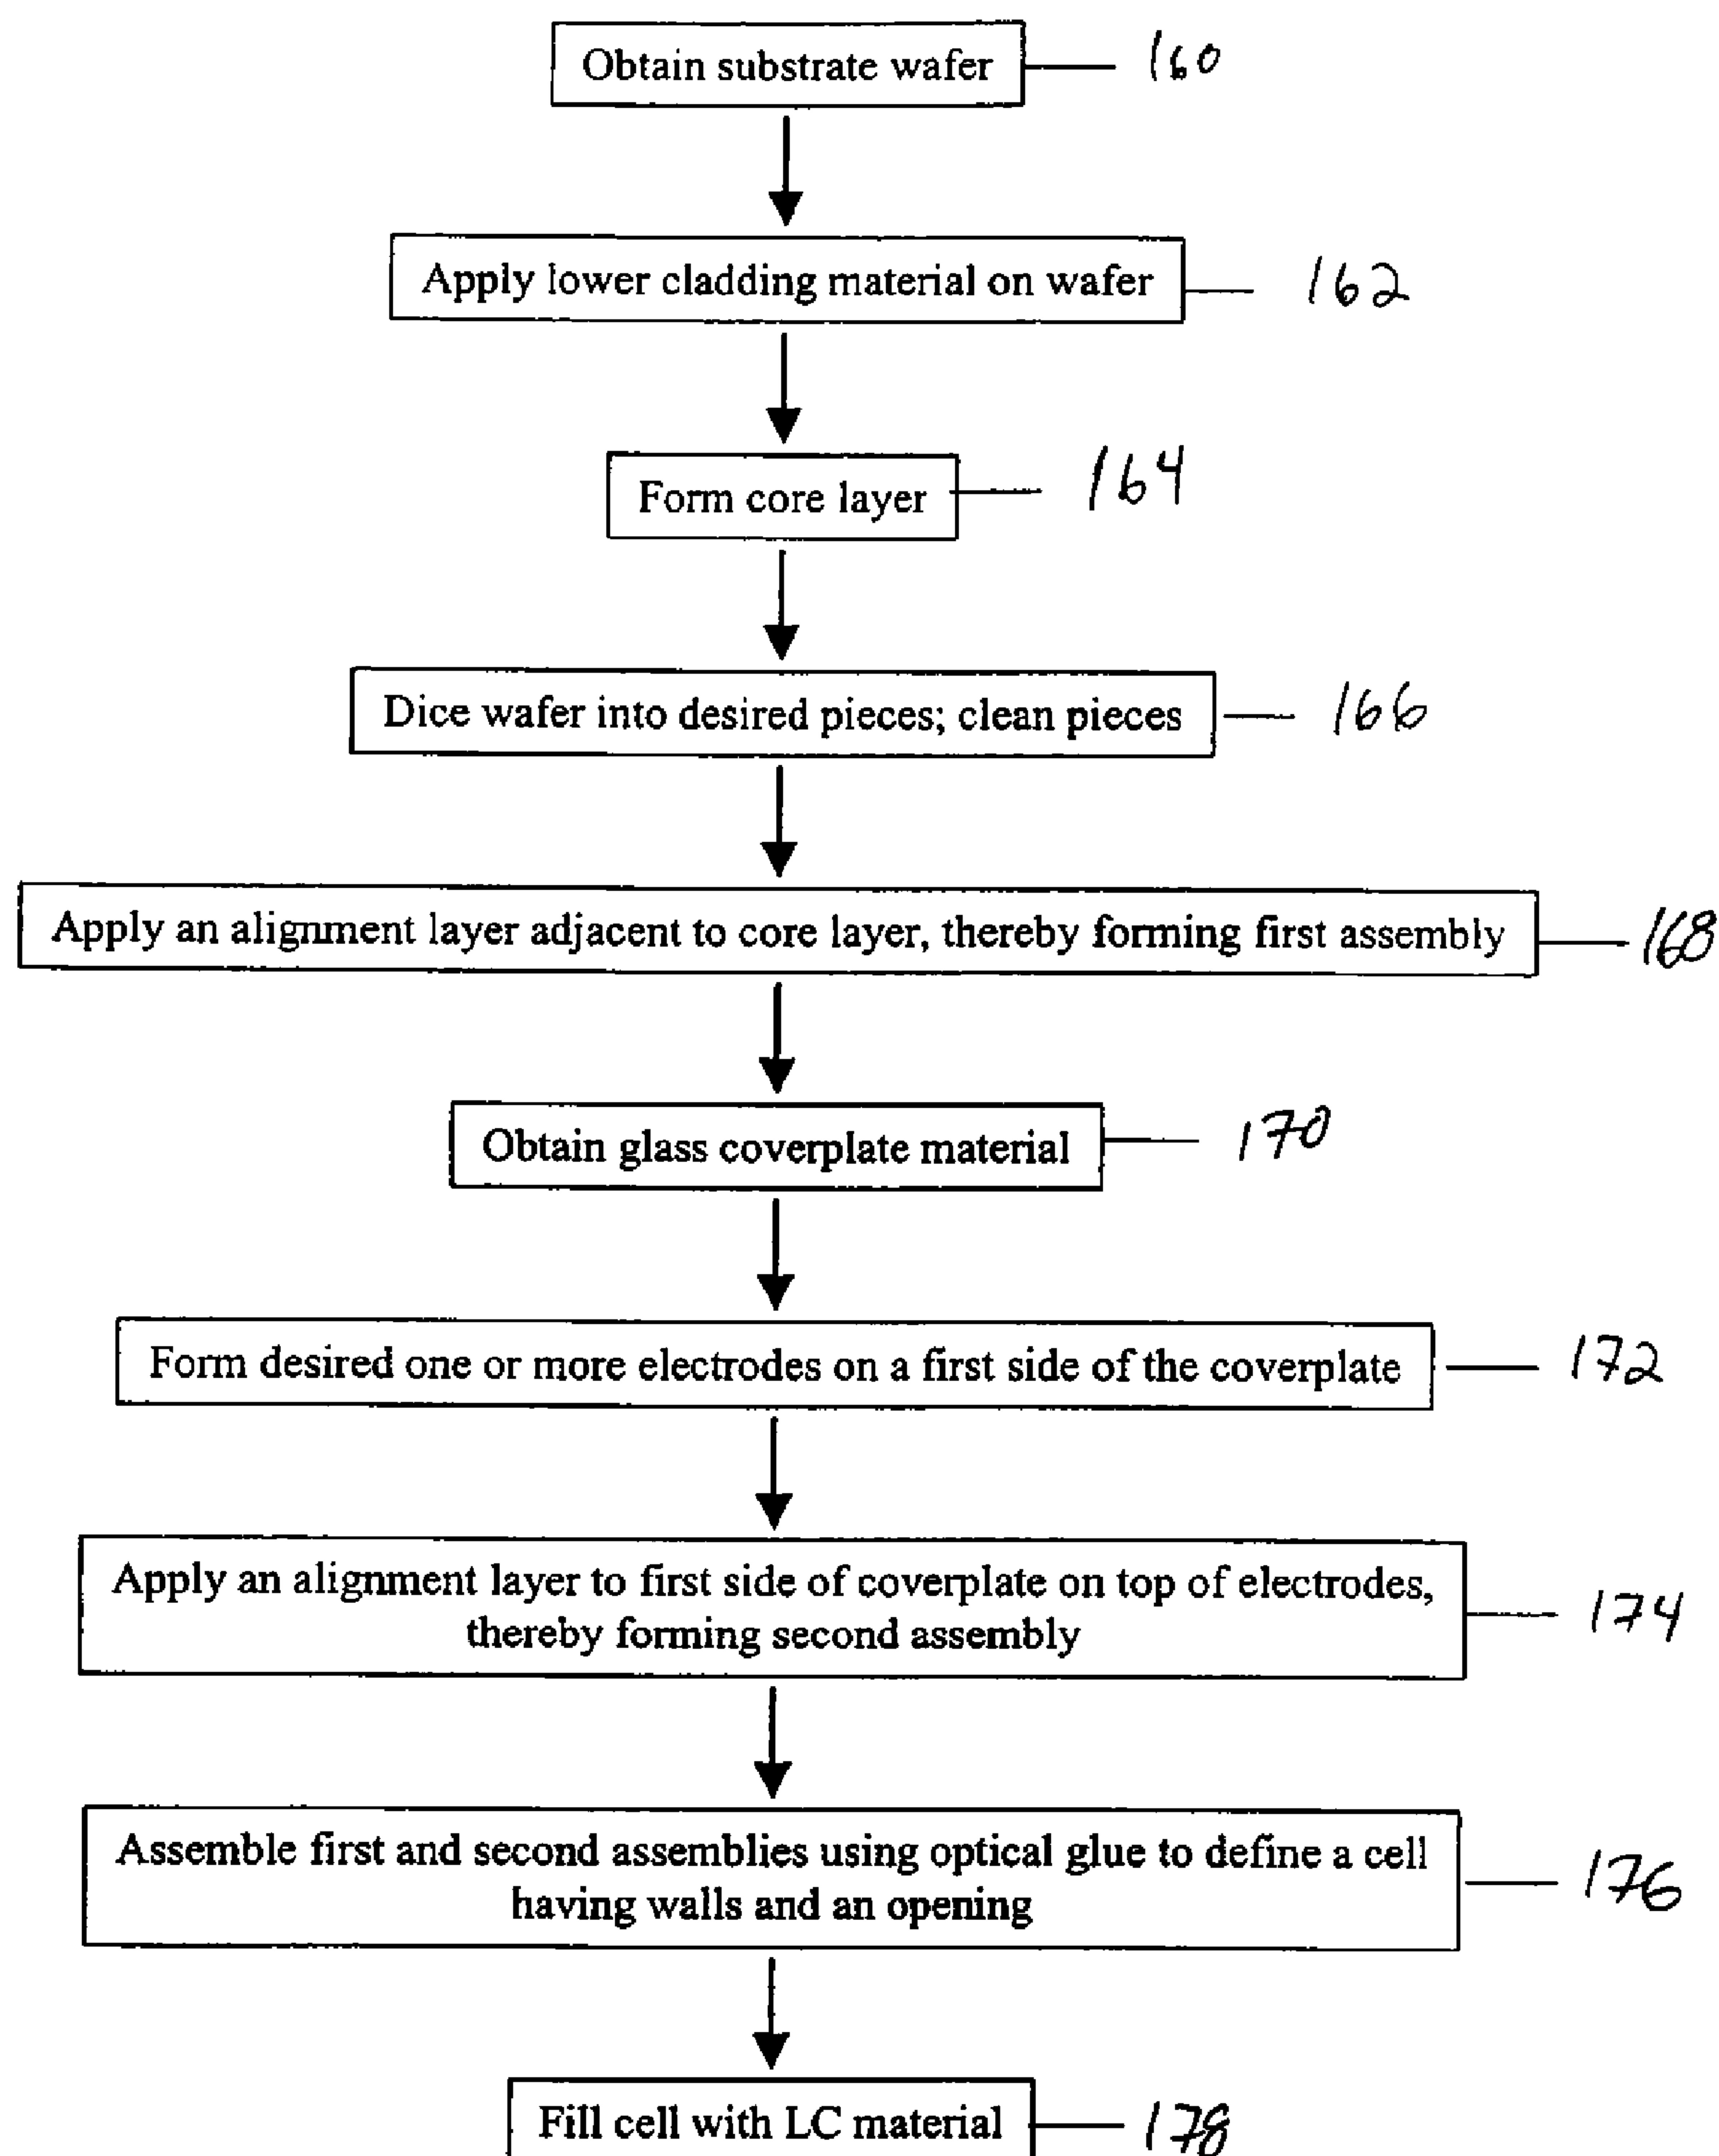 Obtain substrate wafer 160
Apply lower cladding material on wafer 162
Form core layer 164
Dice wafer into desired pieces; clean pieces 166
Apply an alignment layer adjacent to core layer, thereby forming first assembly 168
Obtain glass coverplate material 170
Form desired one or more electrodes on a first side of the coverplate 172
Apply an alignment layer to first side of coverplate on top of electrodes,
thereby forming second assembly 174
Assemble first and second assemblies using optical glue to define a cell
having walls and an opening 176
Fill cell with LC material 178